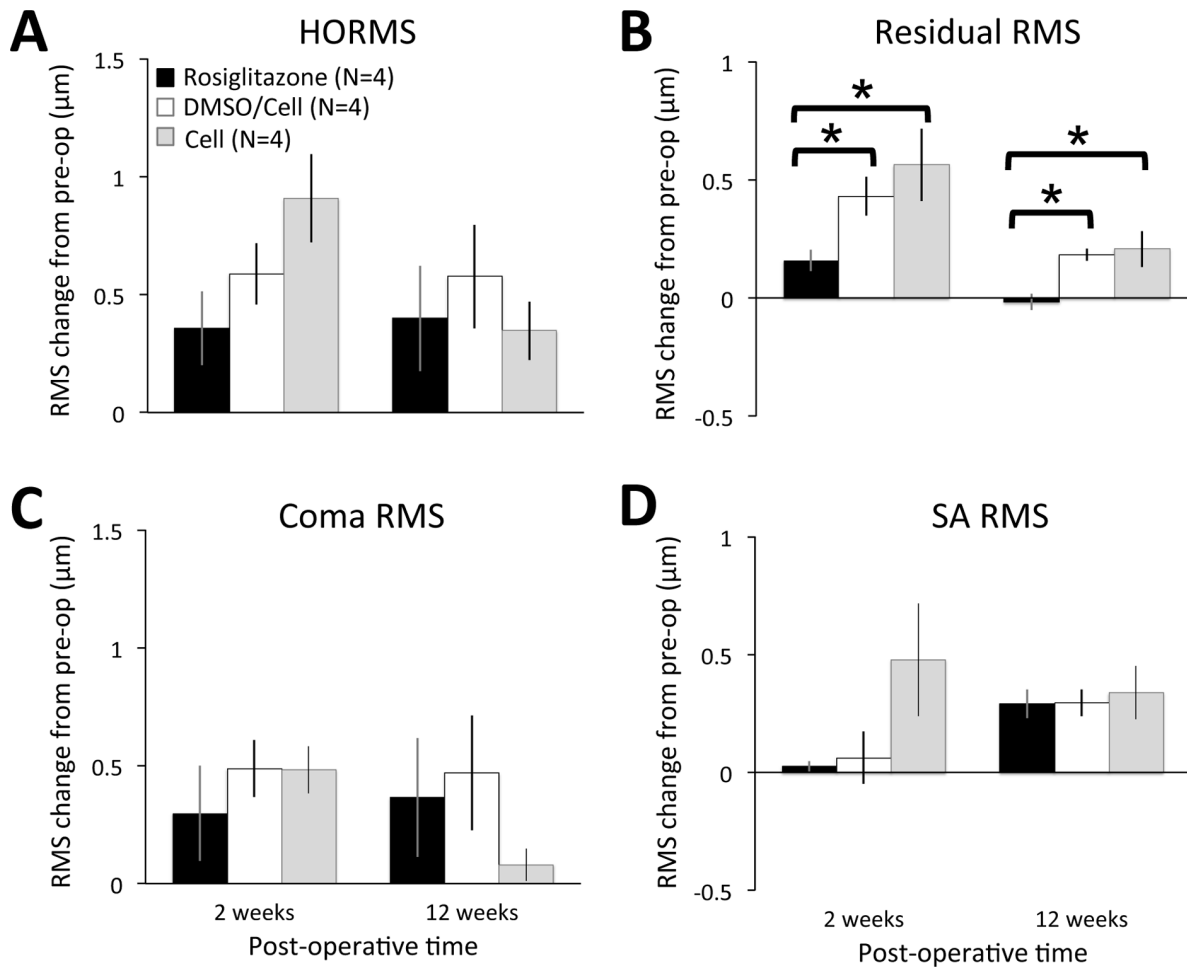 A
HORMS
RMS change from pre-op (µm)
1.5
1
0.5
0
Rosiglitazone (N=4)
DMSO/Cell (N=4)
Cell (N=4)
B
Residual RMS
RMS change from pre-op (µm)
1
0.5
0
-0.5
*
*
*
*
C
Coma RMS
RMS change from pre-op (µm)
1.5
1
0.5
0
2 weeks
12 weeks
Post-operative time
D
SA RMS
RMS change from pre-op (µm)
1
0.5
0
-0.5
2 weeks
12 weeks
Post-operative time